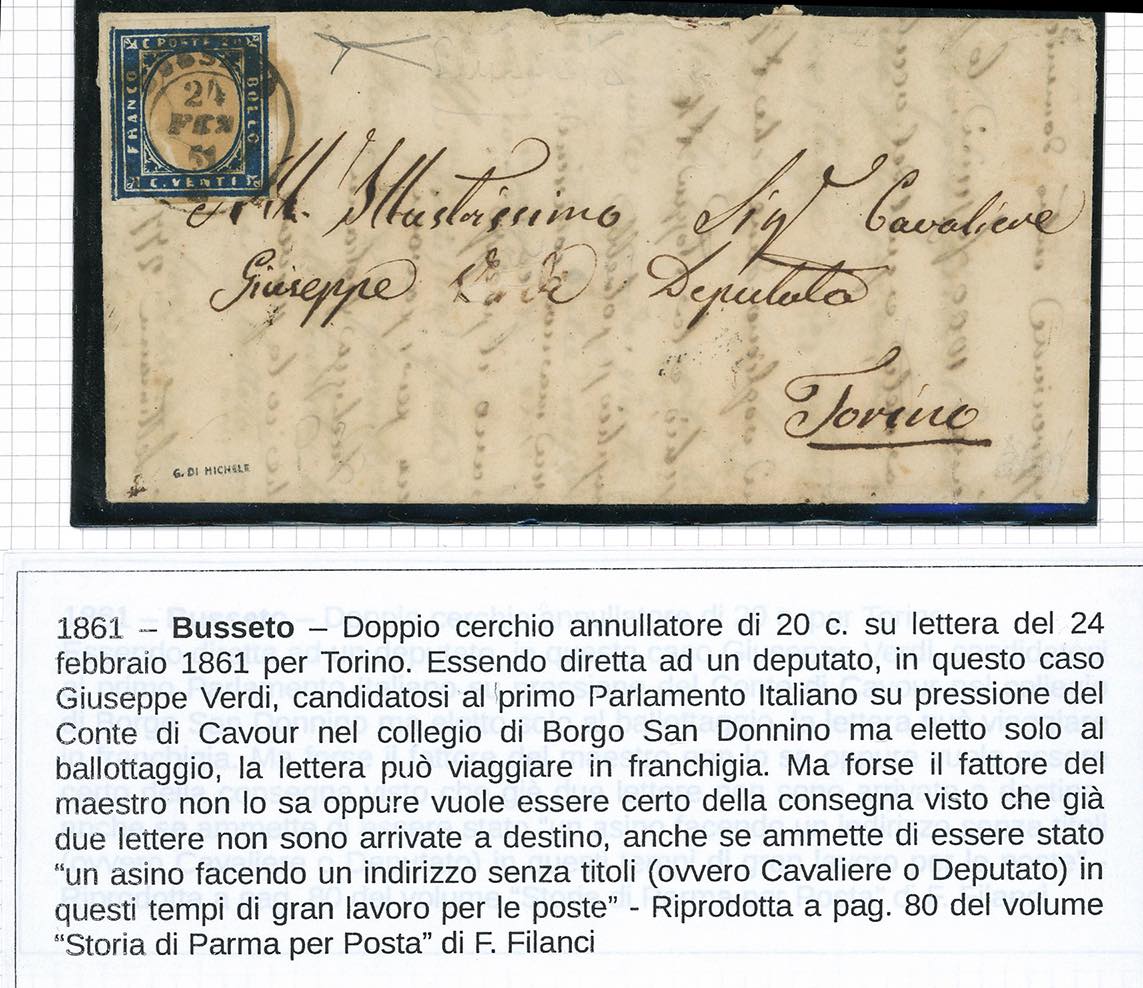 C POSTE 20
FRANCO
BOLLO
C. VENTI
24
FEB
61
All. Illustrissimo Sigr Cavaliere
Giuseppe Verdi Deputato
Torino
G. DI MICHELE
1861 – Busseto – Doppio cerchio annullatore di 20 c. su lettera del 24
febbraio 1861 per Torino. Essendo diretta ad un deputato, in questo caso
Giuseppe Verdi, candidatosi al primo Parlamento Italiano su pressione del
Conte di Cavour nel collegio di Borgo San Donnino ma eletto solo al
ballottaggio, la lettera può viaggiare in franchigia. Ma forse il fattore del
maestro non lo sa oppure vuole essere certo della consegna visto che già
due lettere non sono arrivate a destino, anche se ammette di essere stato
“un asino facendo un indirizzo senza titoli (ovvero Cavaliere o Deputato) in
questi tempi di gran lavoro per le poste” - Riprodotta a pag. 80 del volume
“Storia di Parma per Posta” di F. Filanci